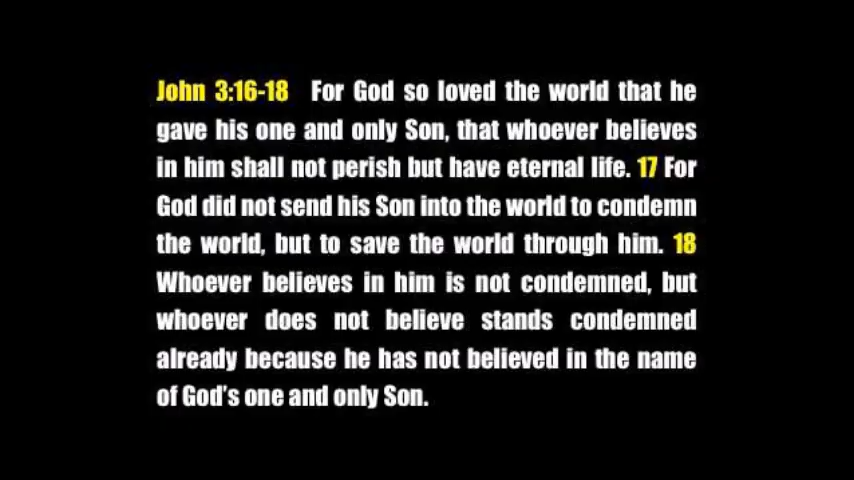 John 3:16-18 For God so loved the world that he
gave his one and only Son, that whoever believes
in him shall not perish but have eternal life. 17 For
God did not send his Son into the world to condemn
the world, but to save the world through him. 18
Whoever believes in him is not condemned, but
whoever does not believe stands condemned
already because he has not believed in the name
of God's one and only Son.